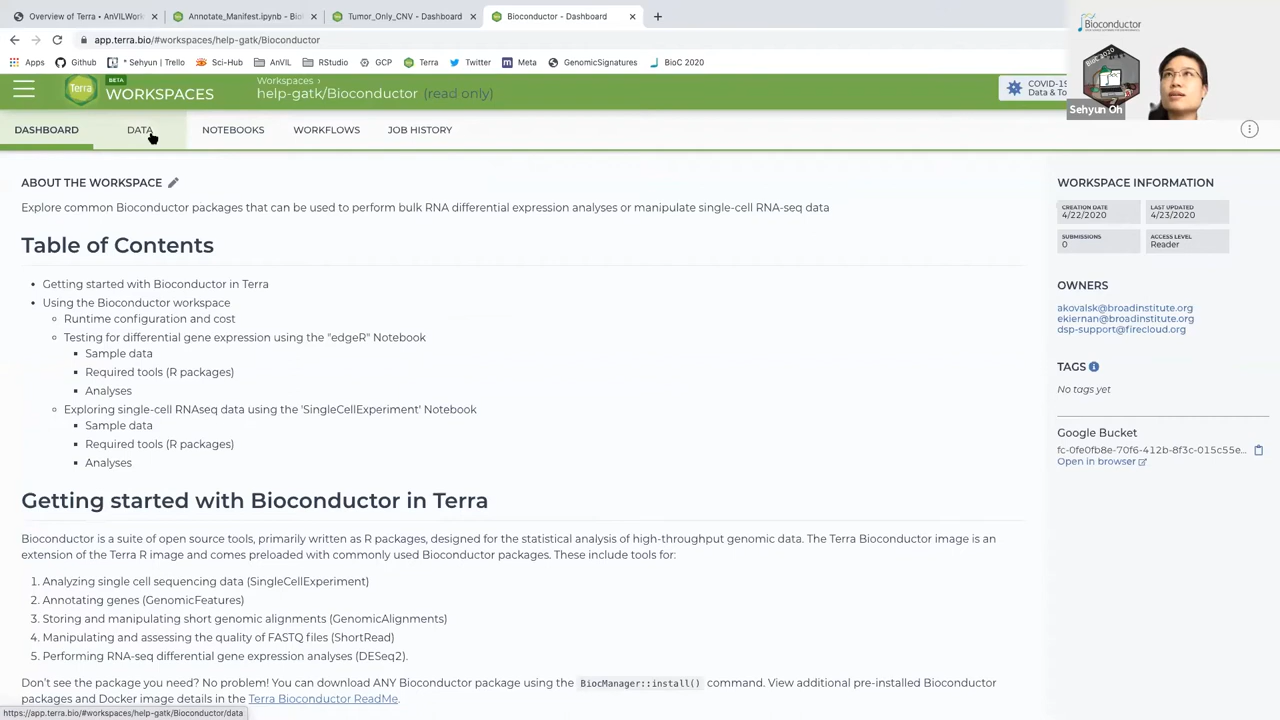 Overview of Terra • AnVILWork
Annotate_Manifest.ipynb - Bio
Tumor_Only_CNV - Dashboard
Bioconductor - Dashboard
app.terra.bio/#workspaces/help-gatk/Bioconductor
Apps
Github
* Sehyun | Trello
Sci-Hub
AnVIL
RStudio
GCP
Terra
Twitter
Meta
GenomicSignatures
BioC 2020
Bioconductor
Sehyun Oh
Terra
BETA
WORKSPACES
Workspaces ›
help-gatk/Bioconductor (read only)
COVID-19
Data & To
DASHBOARD
DATA
NOTEBOOKS
WORKFLOWS
JOB HISTORY
ABOUT THE WORKSPACE
Explore common Bioconductor packages that can be used to perform bulk RNA differential expression analyses or manipulate single-cell RNA-seq data
Table of Contents
• Getting started with Bioconductor in Terra
• Using the Bioconductor workspace
Runtime configuration and cost
Testing for differential gene expression using the "edgeR" Notebook
Sample data
Required tools (R packages)
Analyses
Exploring single-cell RNAseq data using the 'SingleCellExperiment' Notebook
Sample data
Required tools (R packages)
Analyses
Getting started with Bioconductor in Terra
Bioconductor is a suite of open source tools, primarily written as R packages, designed for the statistical analysis of high-throughput genomic data. The Terra Bioconductor image is an
extension of the Terra R image and comes preloaded with commonly used Bioconductor packages. These include tools for:
1. Analyzing single cell sequencing data (SingleCellExperiment)
2. Annotating genes (GenomicFeatures)
3. Storing and manipulating short genomic alignments (GenomicAlignments)
4. Manipulating and assessing the quality of FASTQ files (ShortRead)
5. Performing RNA-seq differential gene expression analyses (DESeq2).
Don't see the package you need? No problem! You can download ANY Bioconductor package using the BiocManager::install() command. View additional pre-installed Bioconductor
packages and Docker image details in the Terra Bioconductor ReadMe.
https://app.terra.bio/#workspaces/help-gatk/Bioconductor/data
WORKSPACE INFORMATION
CREATION DATE
4/22/2020
LAST UPDATED
4/23/2020
SUBMISSIONS
0
ACCESS LEVEL
Reader
OWNERS
akovalsk@broadinstitute.org
ekiernan@broadinstitute.org
dsp-support@firecloud.org
TAGS
No tags yet
Google Bucket
fc-0fe0fb8e-70f6-412b-8f3c-015c55e...
Open in browser